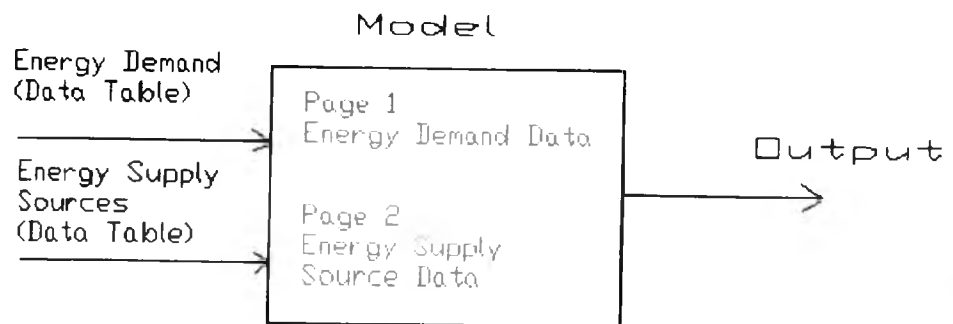 Model
Energy Demand
(Data Table)
Page 1
Energy Demand Data
Output
Energy Supply
Sources
(Data Table)
Page 2
Energy Supply
Source Data